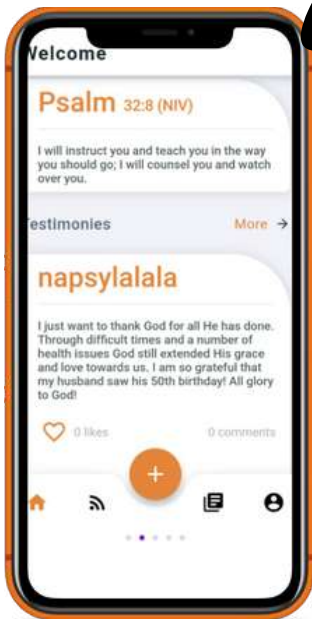 Welcome
Psalm 32:8 (NIV)
I will instruct you and teach you in the way
you should go; I will counsel you and watch
over you.
Testimonies More →
napsylalala
I just want to thank God for all He has done.
Through difficult times and a number of
health issues God still extended His grace
and love towards us. I am so grateful that
my husband saw his 50th birthday! All glory
to God!
0 likes 0 comments